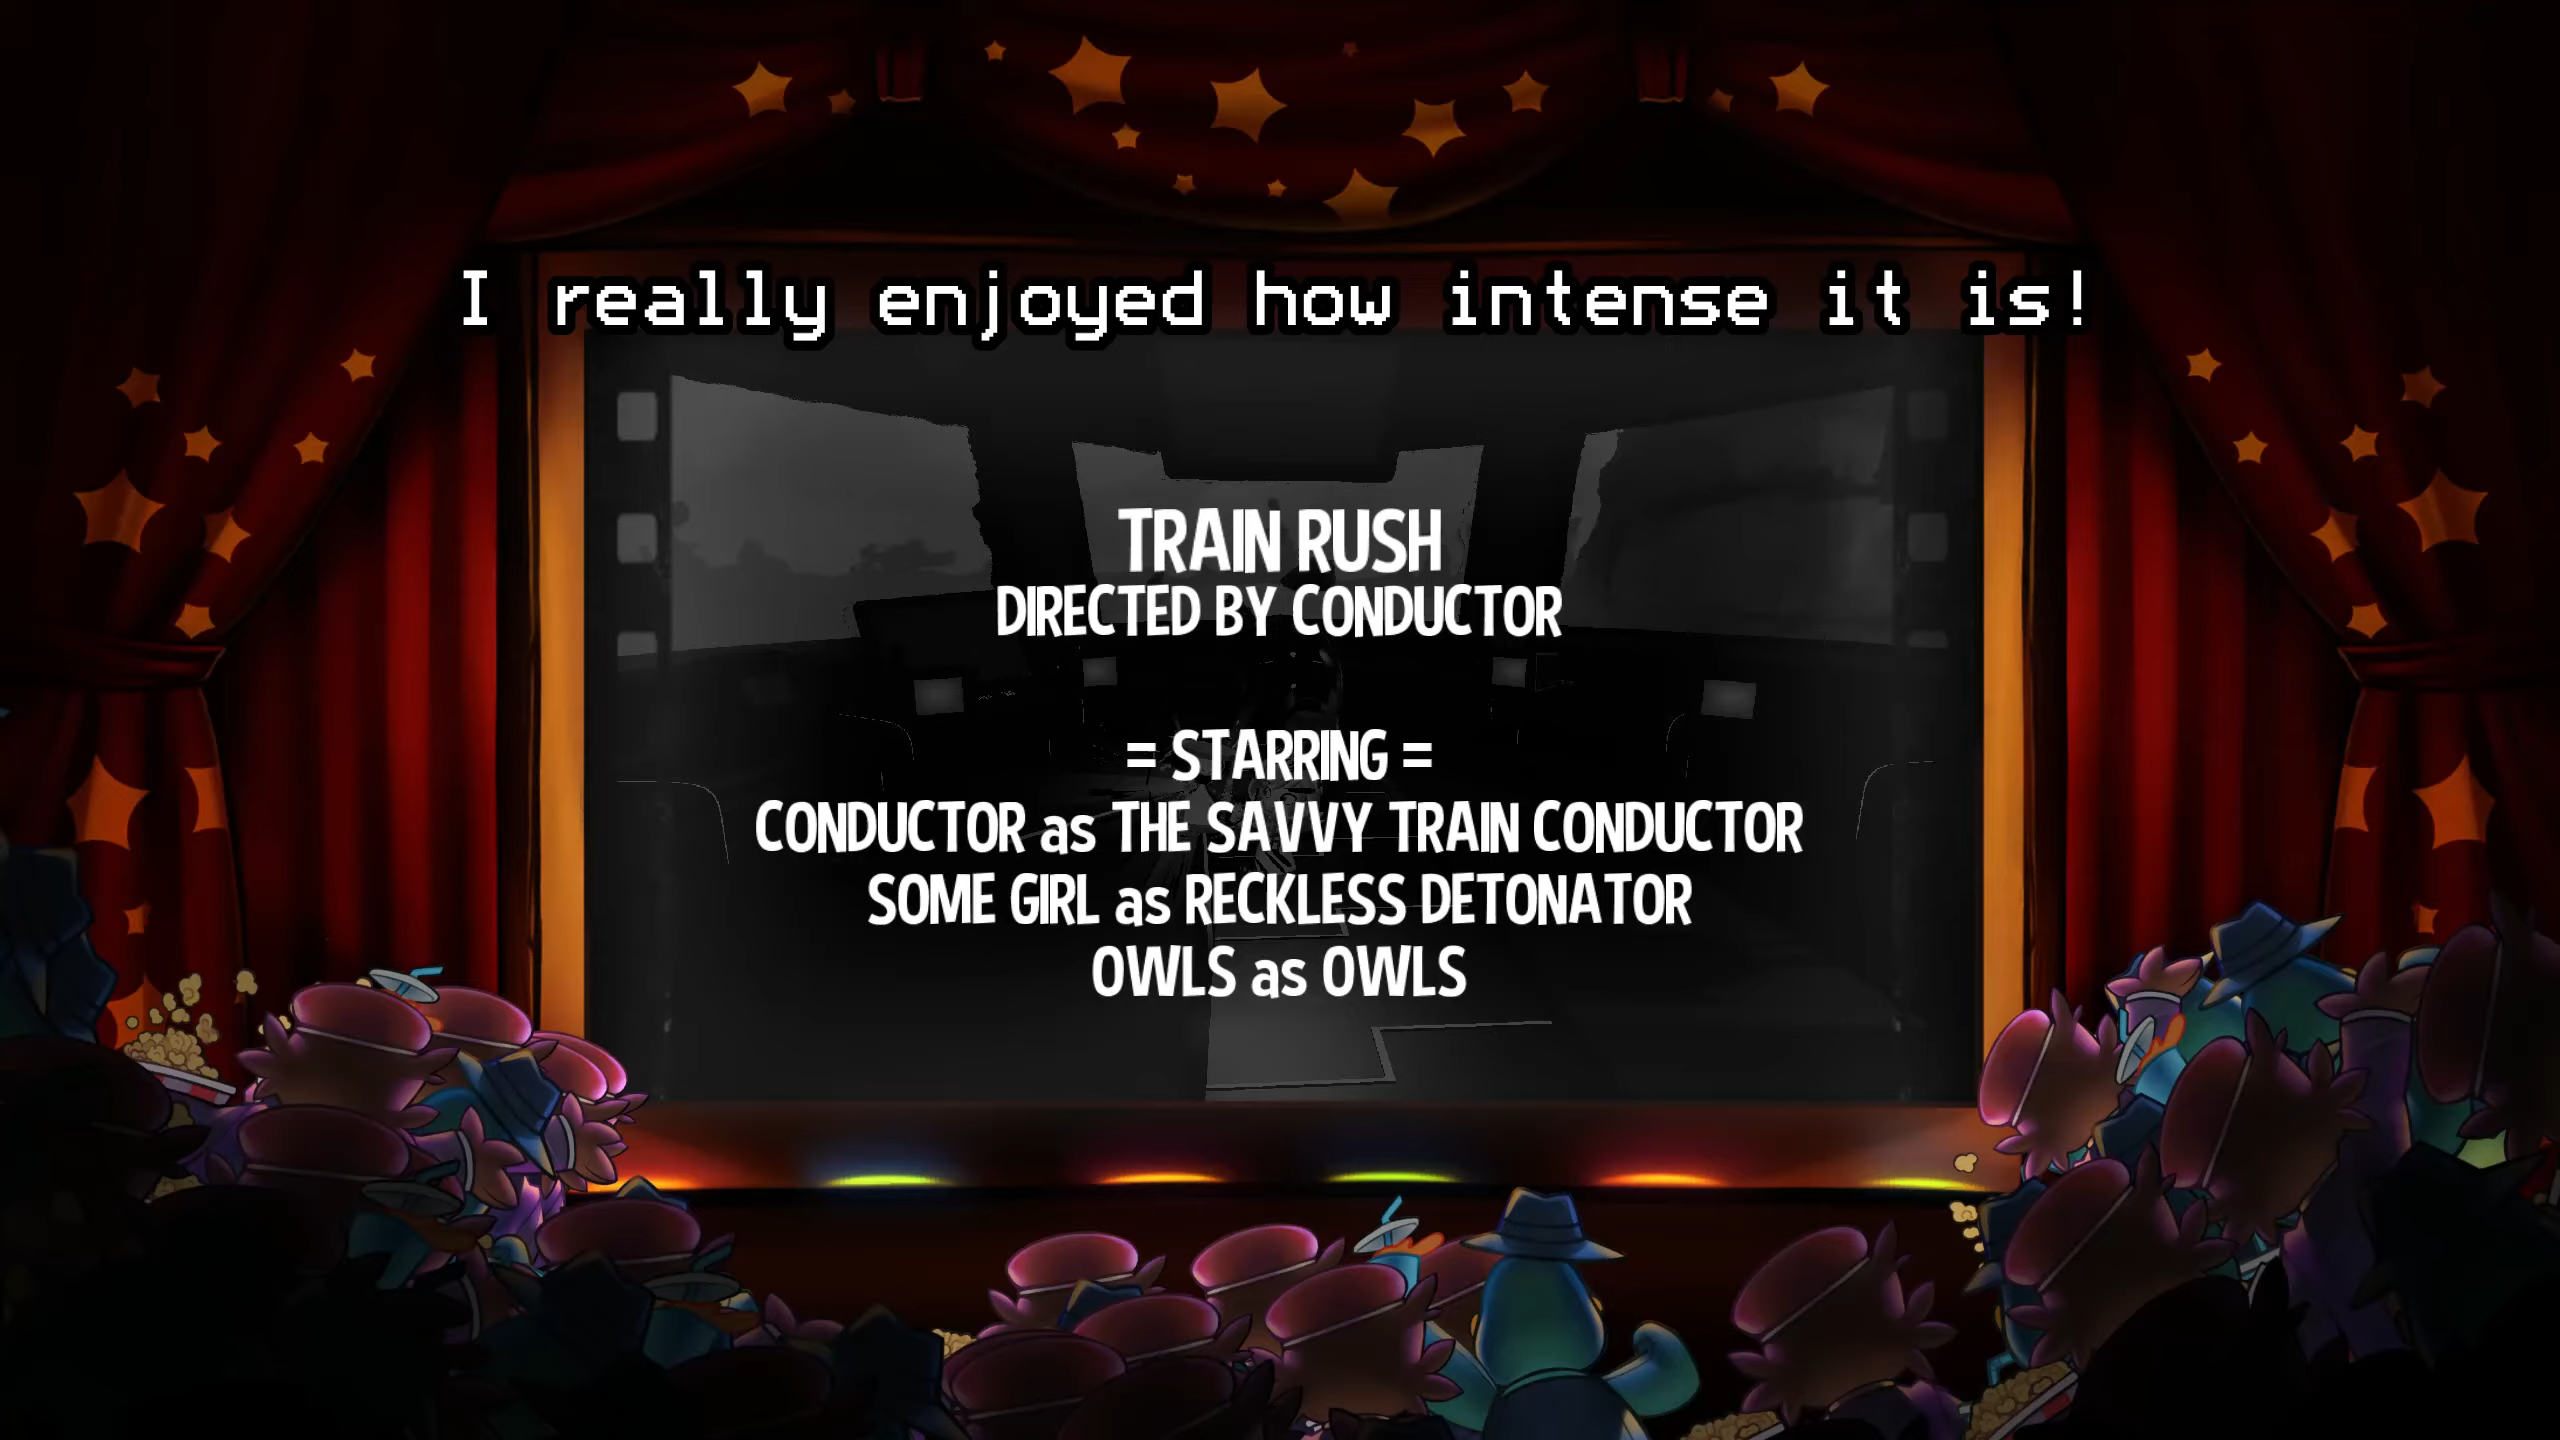 I really enjoyed how intense it is!
TRAIN RUSH
DIRECTED BY CONDUCTOR
= STARRING =
CONDUCTOR as THE SAVVY TRAIN CONDUCTOR
SOME GIRL as RECKLESS DETONATOR
OWLS as OWLS